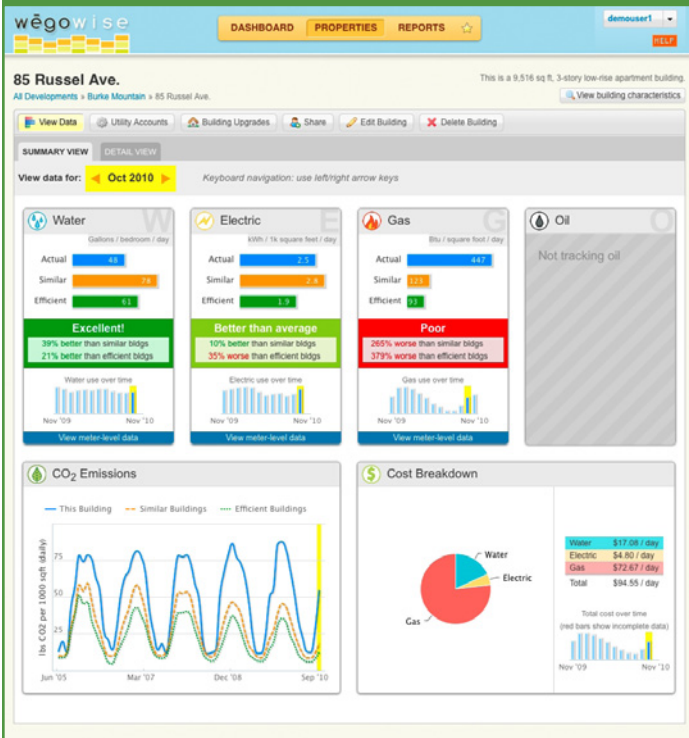 wēgowise
DASHBOARD PROPERTIES REPORTS
demouser1
HELP
85 Russel Ave.
This is a 9,516 sq ft, 3-story low-rise apartment building.
All Developments » Burke Mountain » 85 Russel Ave.
View building characteristics
View Data Utility Accounts Building Upgrades Share Edit Building Delete Building
SUMMARY VIEW DETAIL VIEW
View data for: Oct 2010 Keyboard navigation: use left/right arrow keys
Water W
Gallons / bedroom / day
Actual 48
Similar 78
Efficient 61
Excellent!
39% better than similar bldgs
21% better than efficient bldgs
Water use over time
Nov '09 Nov '10
View meter-level data
Electric E
kWh / 1k square feet / day
Actual 2.5
Similar 2.8
Efficient 1.9
Better than average
10% better than similar bldgs
35% worse than efficient bldgs
Electric use over time
Nov '09 Nov '10
View meter-level data
Gas G
Btu / square foot / day
Actual 447
Similar 123
Efficient 93
Poor
265% worse than similar bldgs
379% worse than efficient bldgs
Gas use over time
Nov '09 Nov '10
View meter-level data
Oil O
Not tracking oil
CO2 Emissions
This Building Similar Buildings Efficient Buildings
lbs CO2 per 1000 sqft (daily)
75
50
25
Jun '05 Mar '07 Dec '08 Sep '10
$ Cost Breakdown
Water
Electric
Gas
Water $17.08 / day
Electric $4.80 / day
Gas $72.67 / day
Total $94.55 / day
Total cost over time
(red bars show incomplete data)
Nov '09 Nov '10